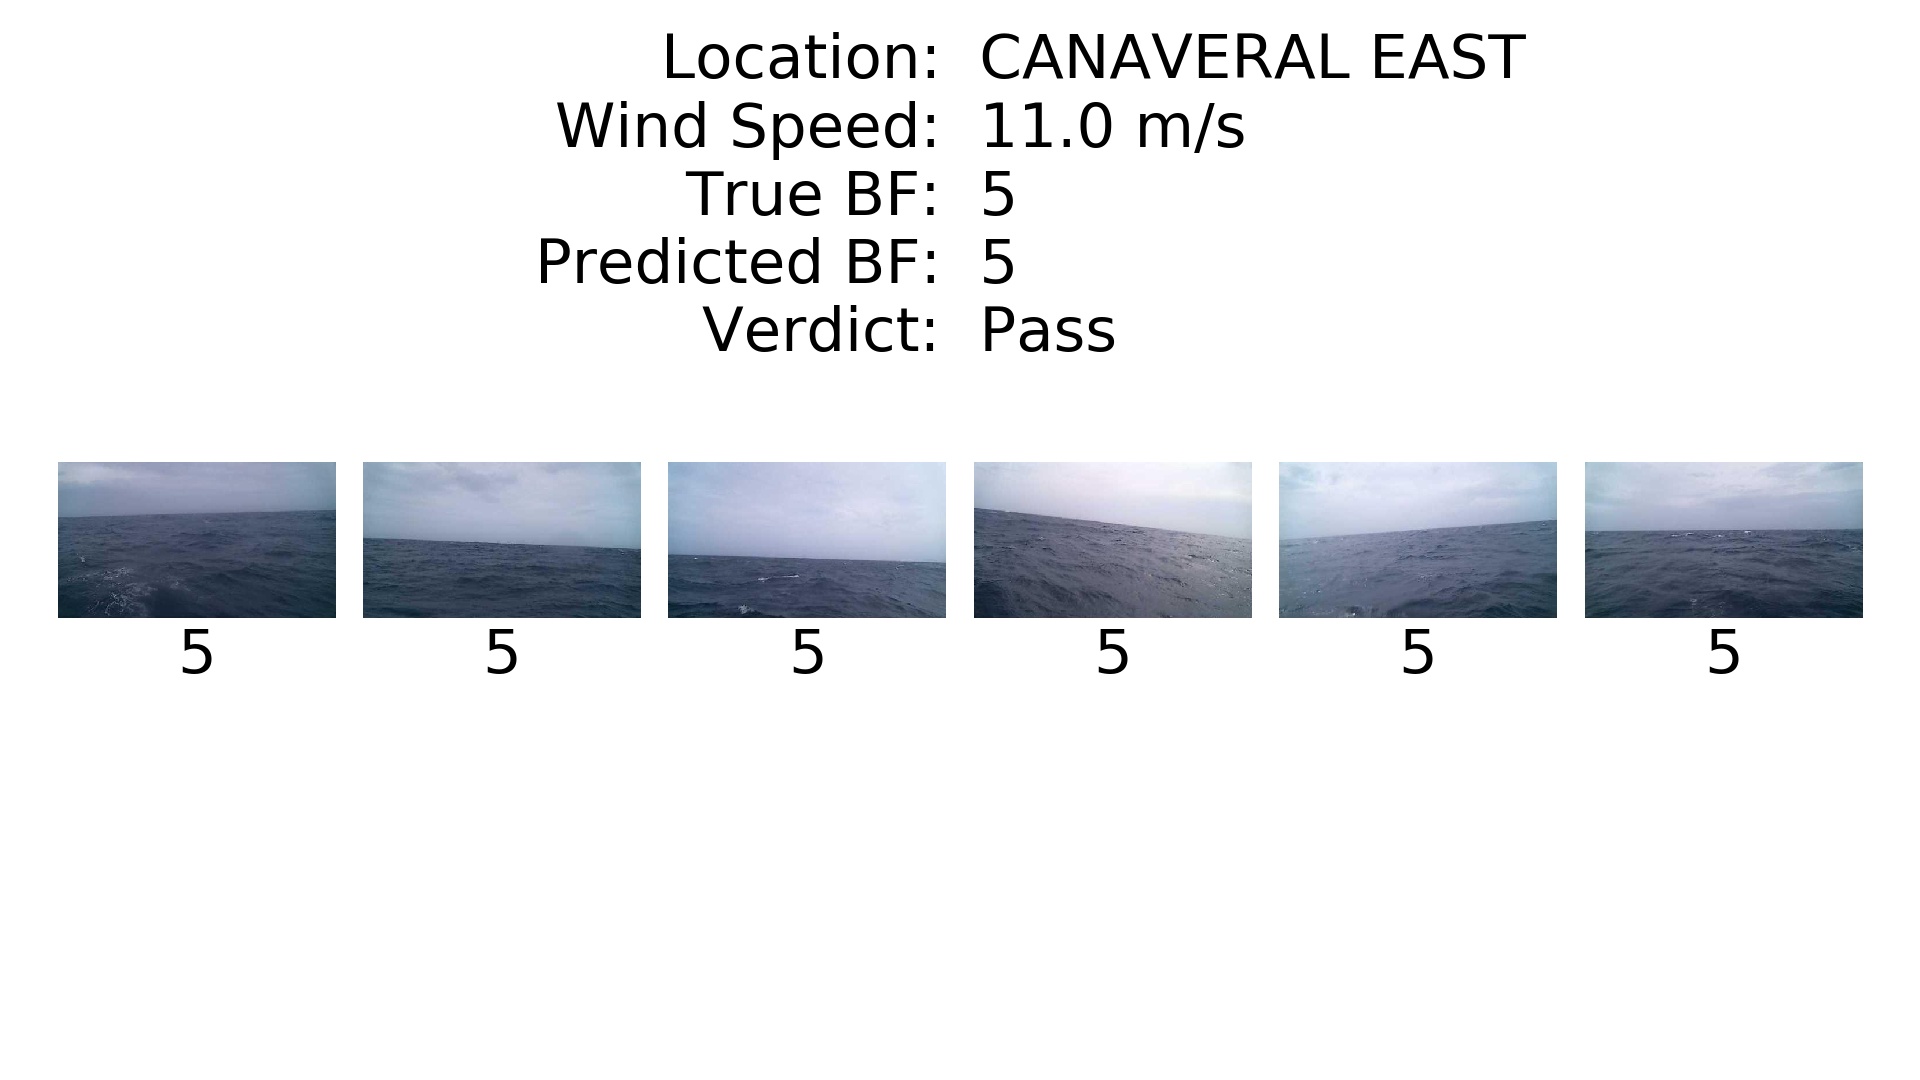 Location: CANAVERAL EAST
Wind Speed: 11.0 m/s
True BF: 5
Predicted BF: 5
Verdict: Pass
5 5 5 5 5 5